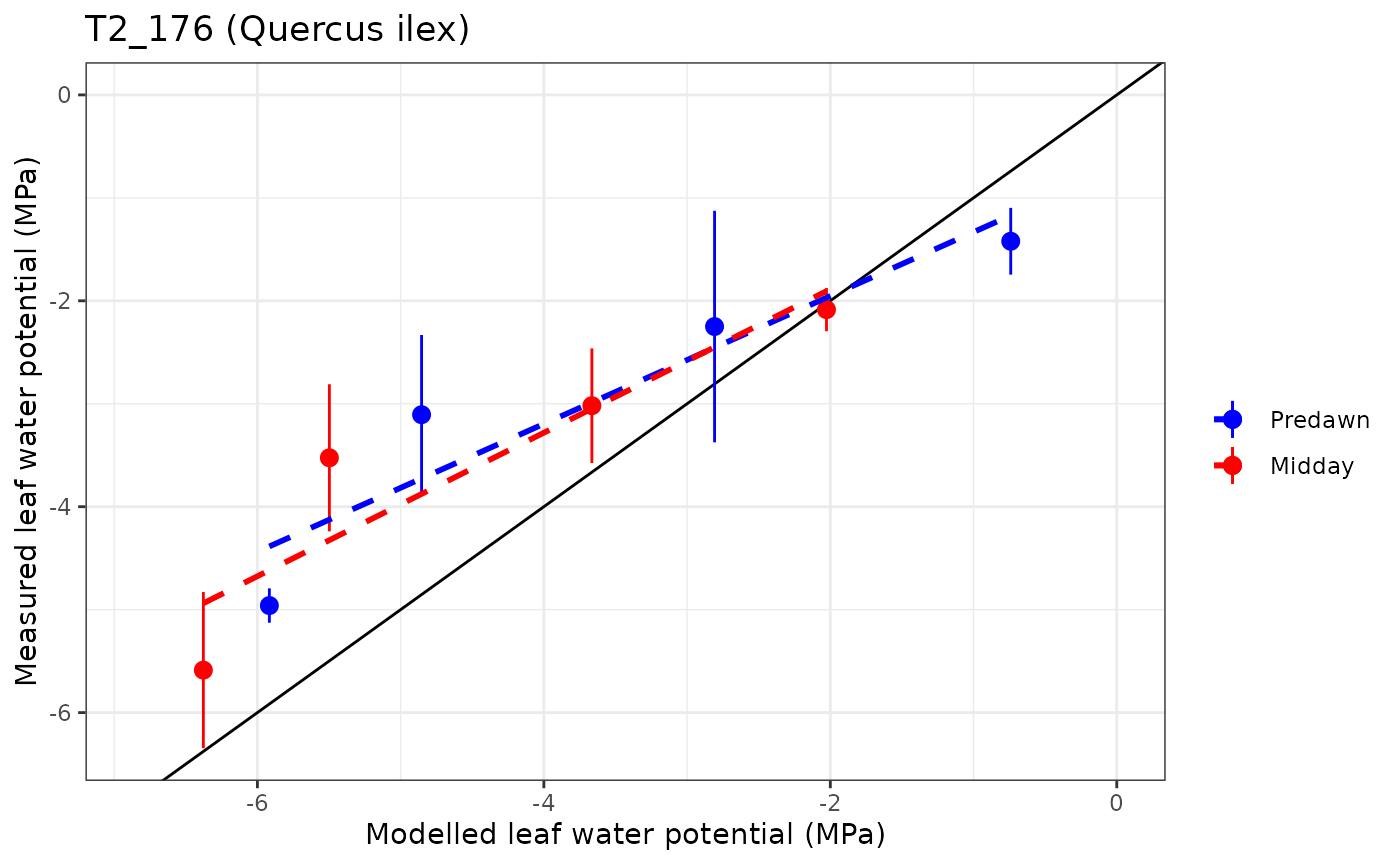 T2_176 (Quercus ilex)
Measured leaf water potential (MPa)
0
-2
-4
-6
-6
-4
-2
0
Modelled leaf water potential (MPa)
Predawn
Midday